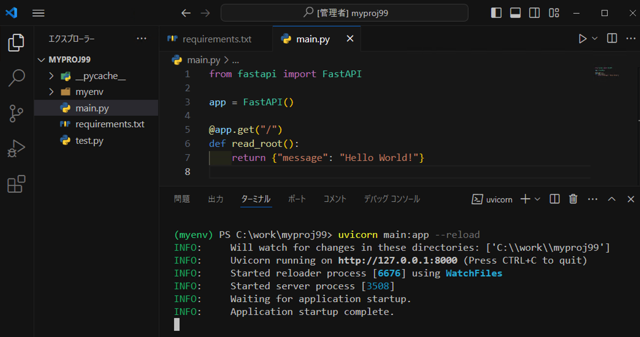 [管理者] myproj99
エクスプローラー
requirements.txt
main.py
MYPROJ99
__pycache__
myenv
main.py
requirements.txt
test.py
main.py > ...
1 from fastapi import FastAPI
2
3 app = FastAPI()
4
5 @app.get("/")
6 def read_root():
7 return {"message": "Hello World!"}
8
問題 出力 ターミナル ポート コメント デバッグ コンソール uvicorn
(myenv) PS C:\work\myproj99> uvicorn main:app --reload
INFO: Will watch for changes in these directories: ['C:\\work\\myproj99']
INFO: Uvicorn running on http://127.0.0.1:8000 (Press CTRL+C to quit)
INFO: Started reloader process [6676] using WatchFiles
INFO: Started server process [3508]
INFO: Waiting for application startup.
INFO: Application startup complete.